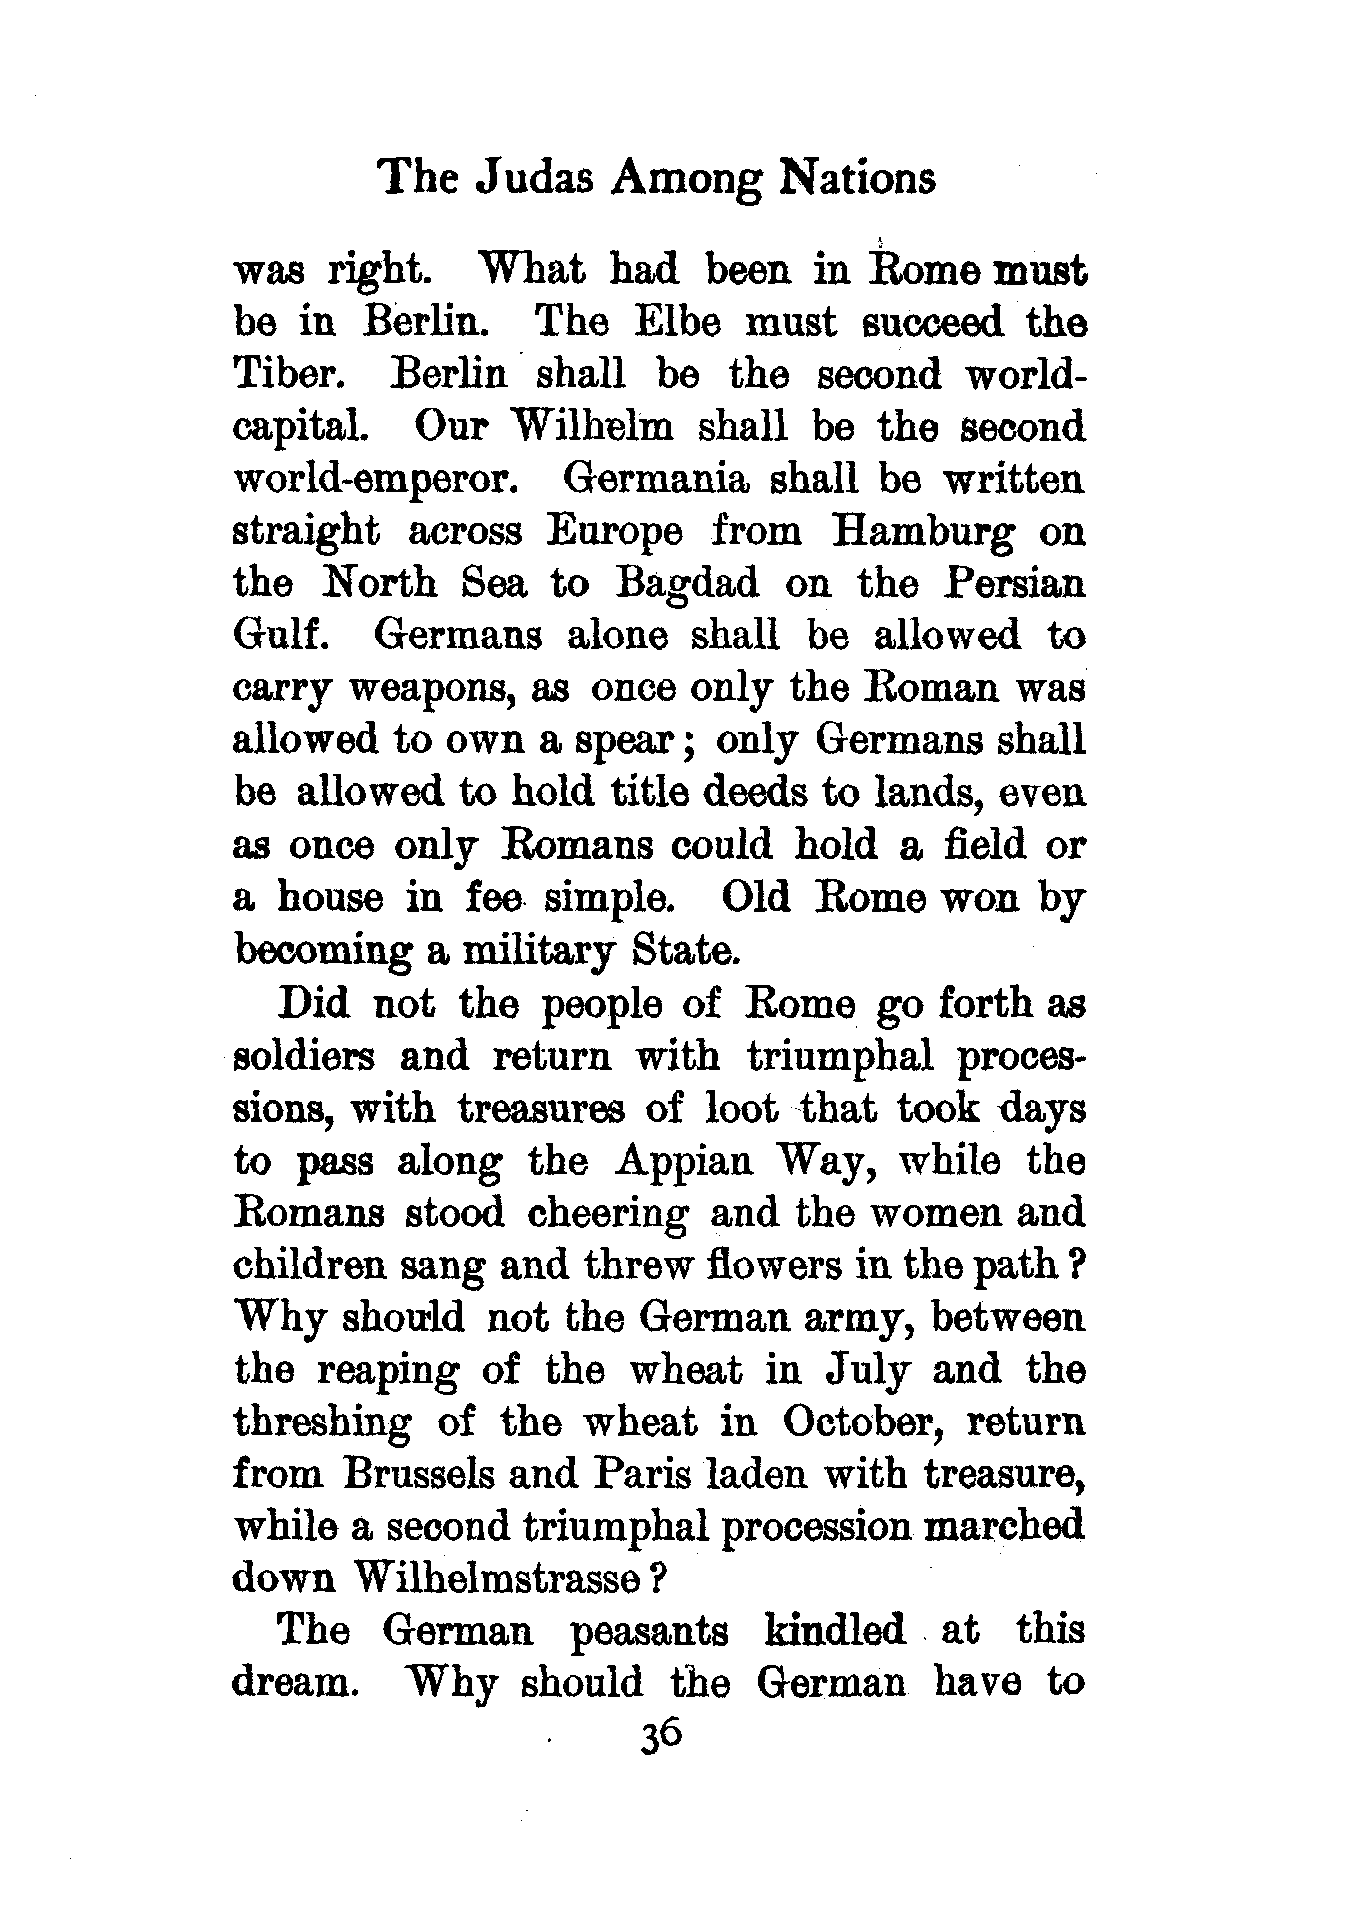 The Judas Among Nations
was right. What had been in Rome must
be in Berlin. The Elbe must succeed the
Tiber. Berlin shall be the second world-
capital. Our Wilhelm shall be the second
world-emperor. Germania shall be written
straight across Europe from Hamburg on
the North Sea to Bagdad on the Persian
Gulf. Germans alone shall be allowed to
carry weapons, as once only the Roman was
allowed to own a spear; only Germans shall
be allowed to hold title deeds to lands, even
as once only Romans could hold a field or
a house in fee simple. Old Rome won by
becoming a military State.
Did not the people of Rome go forth as
soldiers and return with triumphal proces-
sions, with treasures of loot that took days
to pass along the Appian Way, while the
Romans stood cheering and the women and
children sang and threw flowers in the path?
Why should not the German army, between
the reaping of the wheat in July and the
threshing of the wheat in October, return
from Brussels and Paris laden with treasure,
while a second triumphal procession marched
down Wilhelmstrasse?
The German peasants kindled at this
dream. Why should the German have to
36